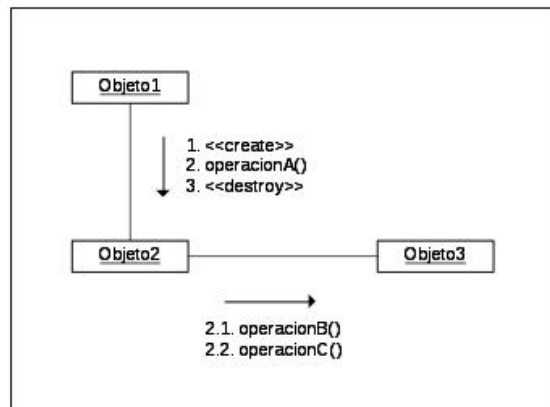 Objeto1
1. <<create>>
2. operacionA()
3. <<destroy>>
Objeto2
Objeto3
2.1. operacionB()
2.2. operacionC()